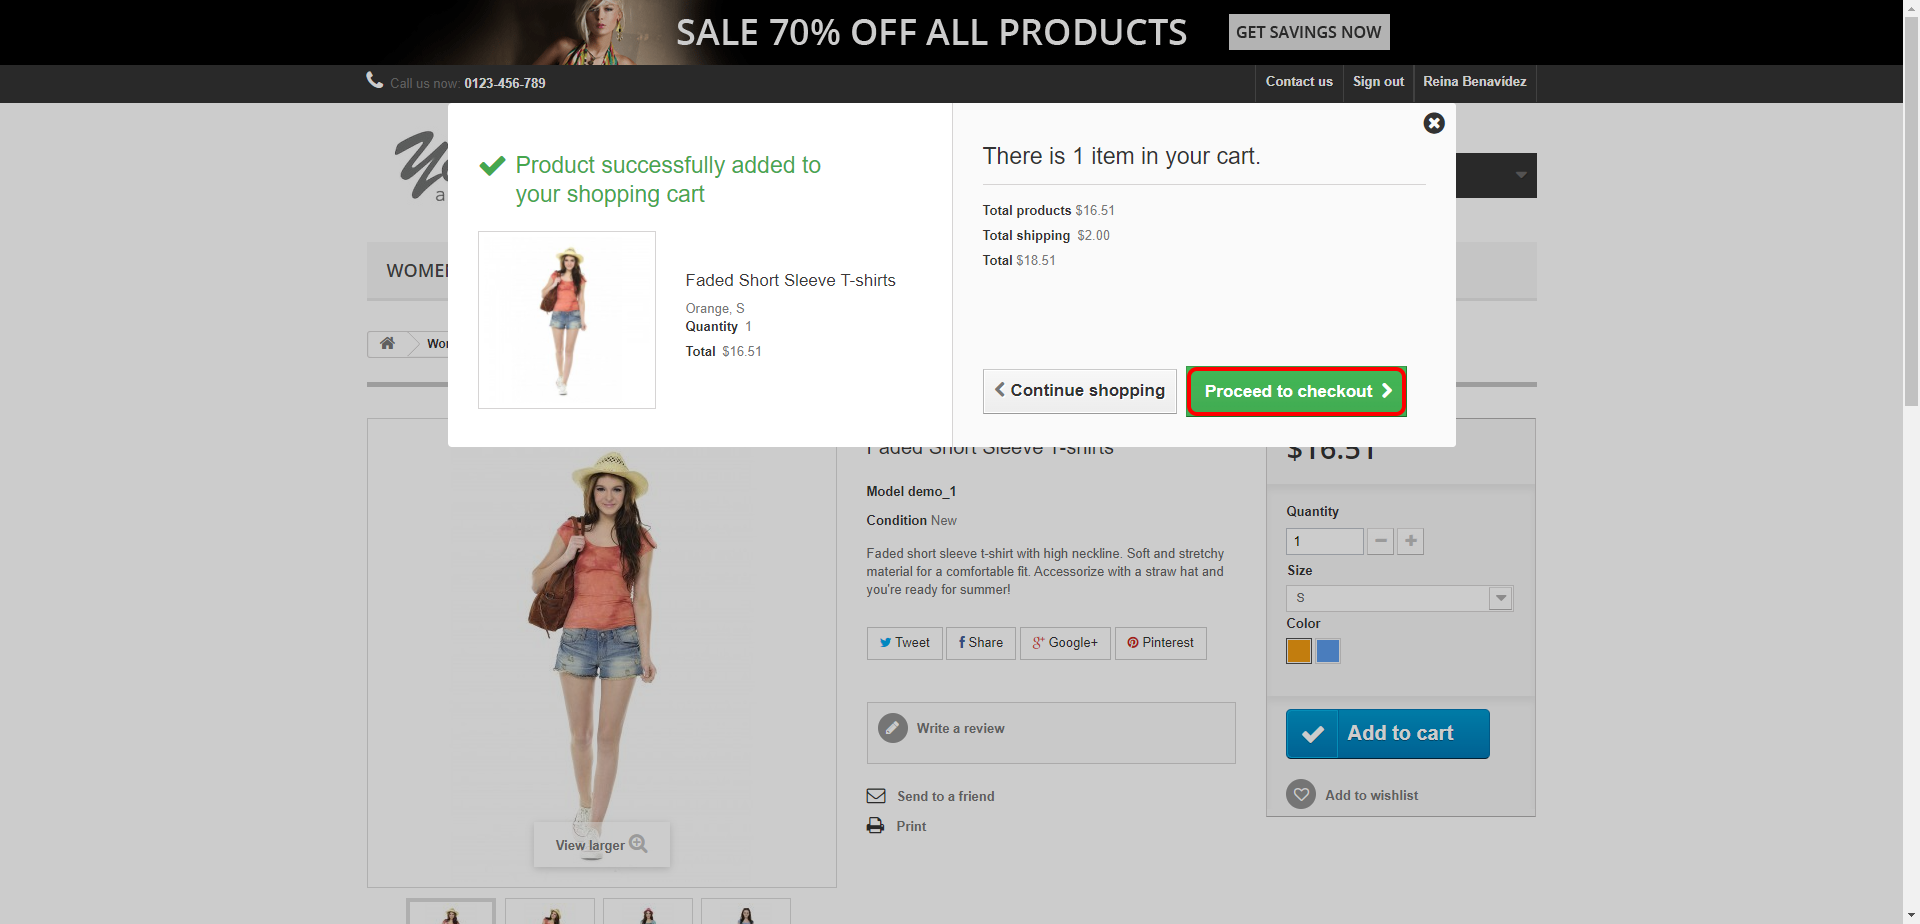 SALE 70% OFF ALL PRODUCTS
GET SAVINGS NOW
Call us now: 0123-456-789
Contact us
Sign out
Reina Benavídez
Product successfully added to
your shopping cart
Faded Short Sleeve T-shirts
Orange, S
Quantity 1
Total $16.51
There is 1 item in your cart.
Total products $16.51
Total shipping $2.00
Total $18.51
Continue shopping
Proceed to checkout
Faded Short Sleeve T-shirts
Model demo_1
Condition New
Faded short sleeve t-shirt with high neckline. Soft and stretchy
material for a comfortable fit. Accessorize with a straw hat and
you're ready for summer!
Tweet
Share
Google+
Pinterest
Write a review
Send to a friend
Print
View larger
$16.51
Quantity
1
Size
S
Color
Add to cart
Add to wishlist